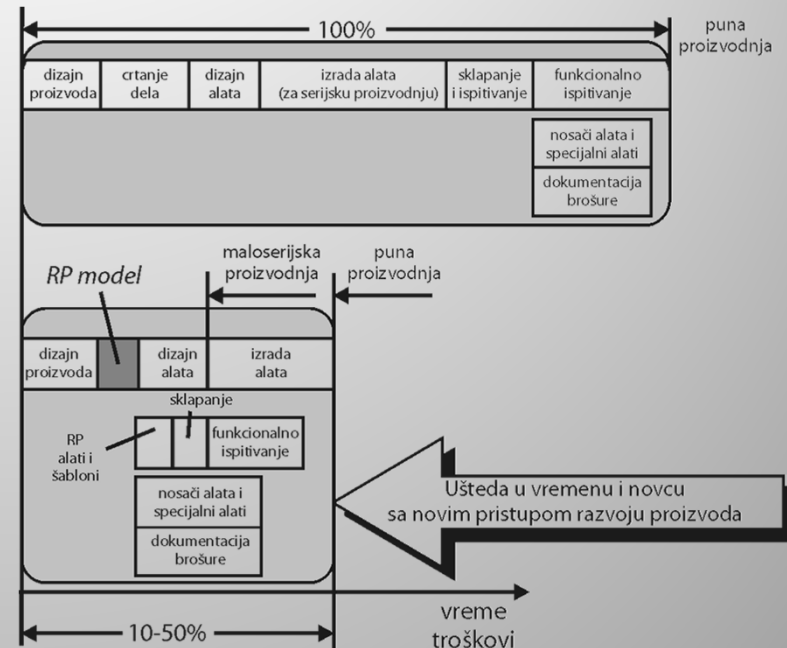 100%
puna
proizvodnja
dizajn
proizvoda
crtanje
dela
dizajn
alata
izrada alata
(za serijsku proizvodnju)
sklapanje
i ispitivanje
funkcionalno
ispitivanje
nosači alata i
specijalni alati
dokumentacija
brošure
maloserijska
proizvodnja
puna
proizvodnja
RP model
dizajn
proizvoda
dizajn
alata
izrada
alata
sklapanje
RP
alati i
šabloni
funkcionalno
ispitivanje
nosači alata i
specijalni alati
dokumentacija
brošure
Ušteda u vremenu i novcu
sa novim pristupom razvoju proizvoda
vreme
troškovi
10-50%